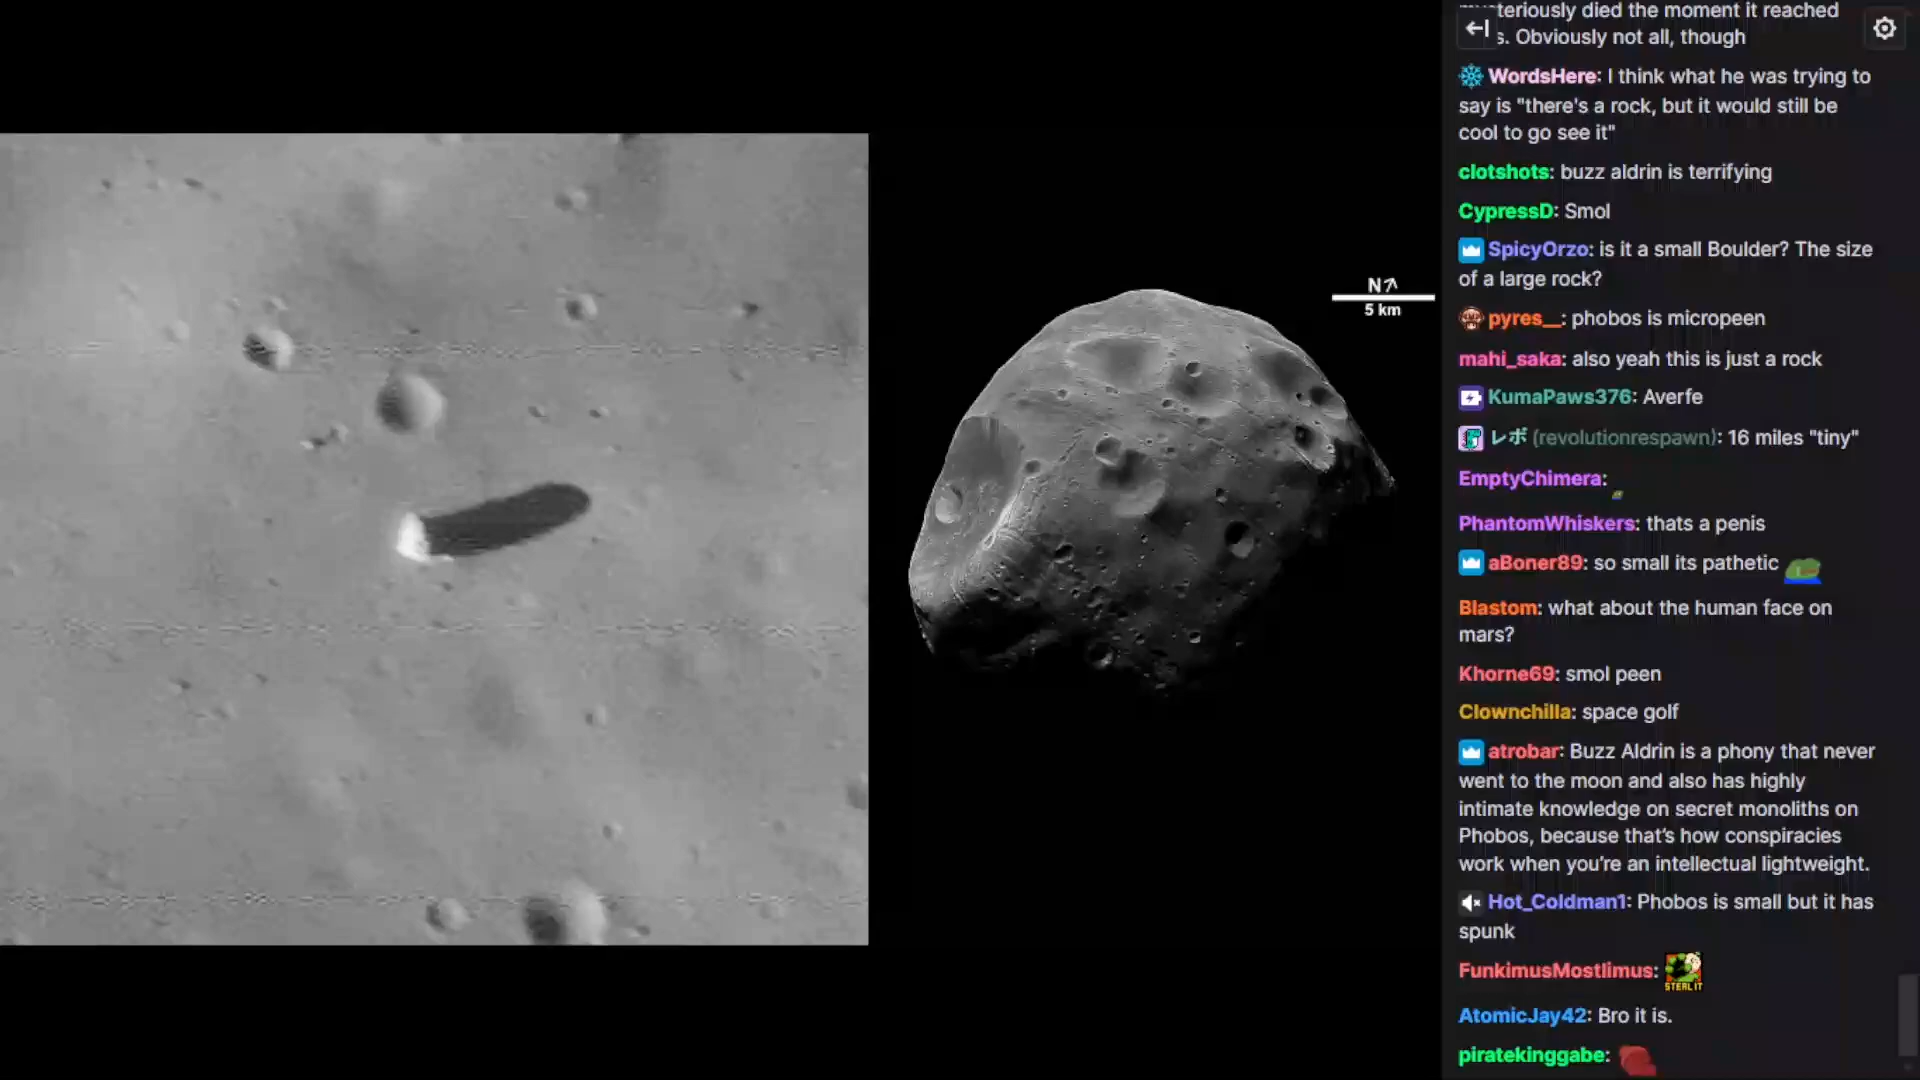 N
5 km
teriously died the moment it reached
s. Obviously not all, though
WordsHere: I think what he was trying to
say is "there's a rock, but it would still be
cool to go see it"
clotshots: buzz aldrin is terrifying
CypressD: Smol
SpicyOrzo: is it a small Boulder? The size
of a large rock?
pyres__: phobos is micropeen
mahi_saka: also yeah this is just a rock
KumaPaws376: Averfe
レボ (revolutionrespawn): 16 miles "tiny"
EmptyChimera:
PhantomWhiskers: thats a penis
aBoner89: so small its pathetic
Blastom: what about the human face on
mars?
Khorne69: smol peen
Clownchilla: space golf
atrobar: Buzz Aldrin is a phony that never
went to the moon and also has highly
intimate knowledge on secret monoliths on
Phobos, because that’s how conspiracies
work when you’re an intellectual lightweight.
Hot_Coldman1: Phobos is small but it has
spunk
FunkimusMostlimus:
STEAL IT
AtomicJay42: Bro it is.
piratekinggabe: